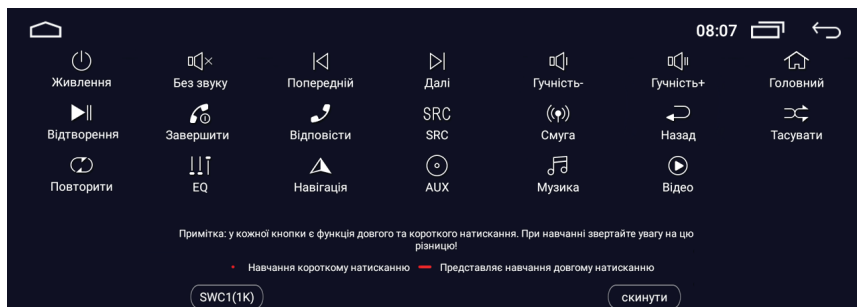 08:07
Живлення Без звуку Попередній Далі Гучність- Гучність+ Головний
SRC
Відтворення Завершити Відповісти SRC Смуга Назад Тасувати
Повторити EQ Навігація AUX Музика Відео
Примітка: у кожної кнопки є функція довгого та короткого натискання. При навчанні звертайте увагу на цю
різницю!
Навчання короткому натисканню Представляє навчання довгому натисканню
SWC1(1K) скинути